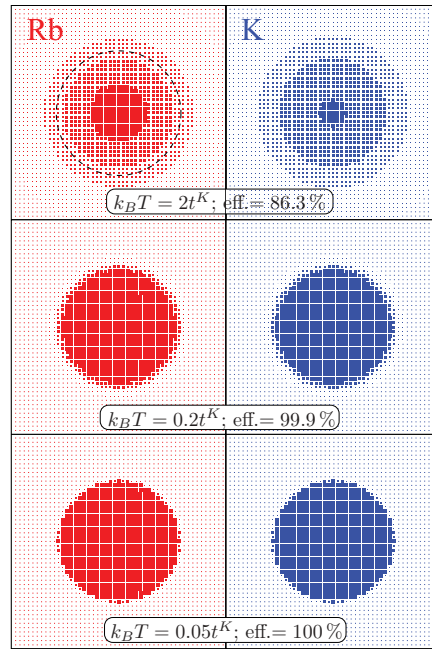 Rb K
k_BT = 2t^K; eff.= 86.3 %
k_BT = 0.2t^K; eff.= 99.9 %
k_BT = 0.05t^K; eff.= 100 %